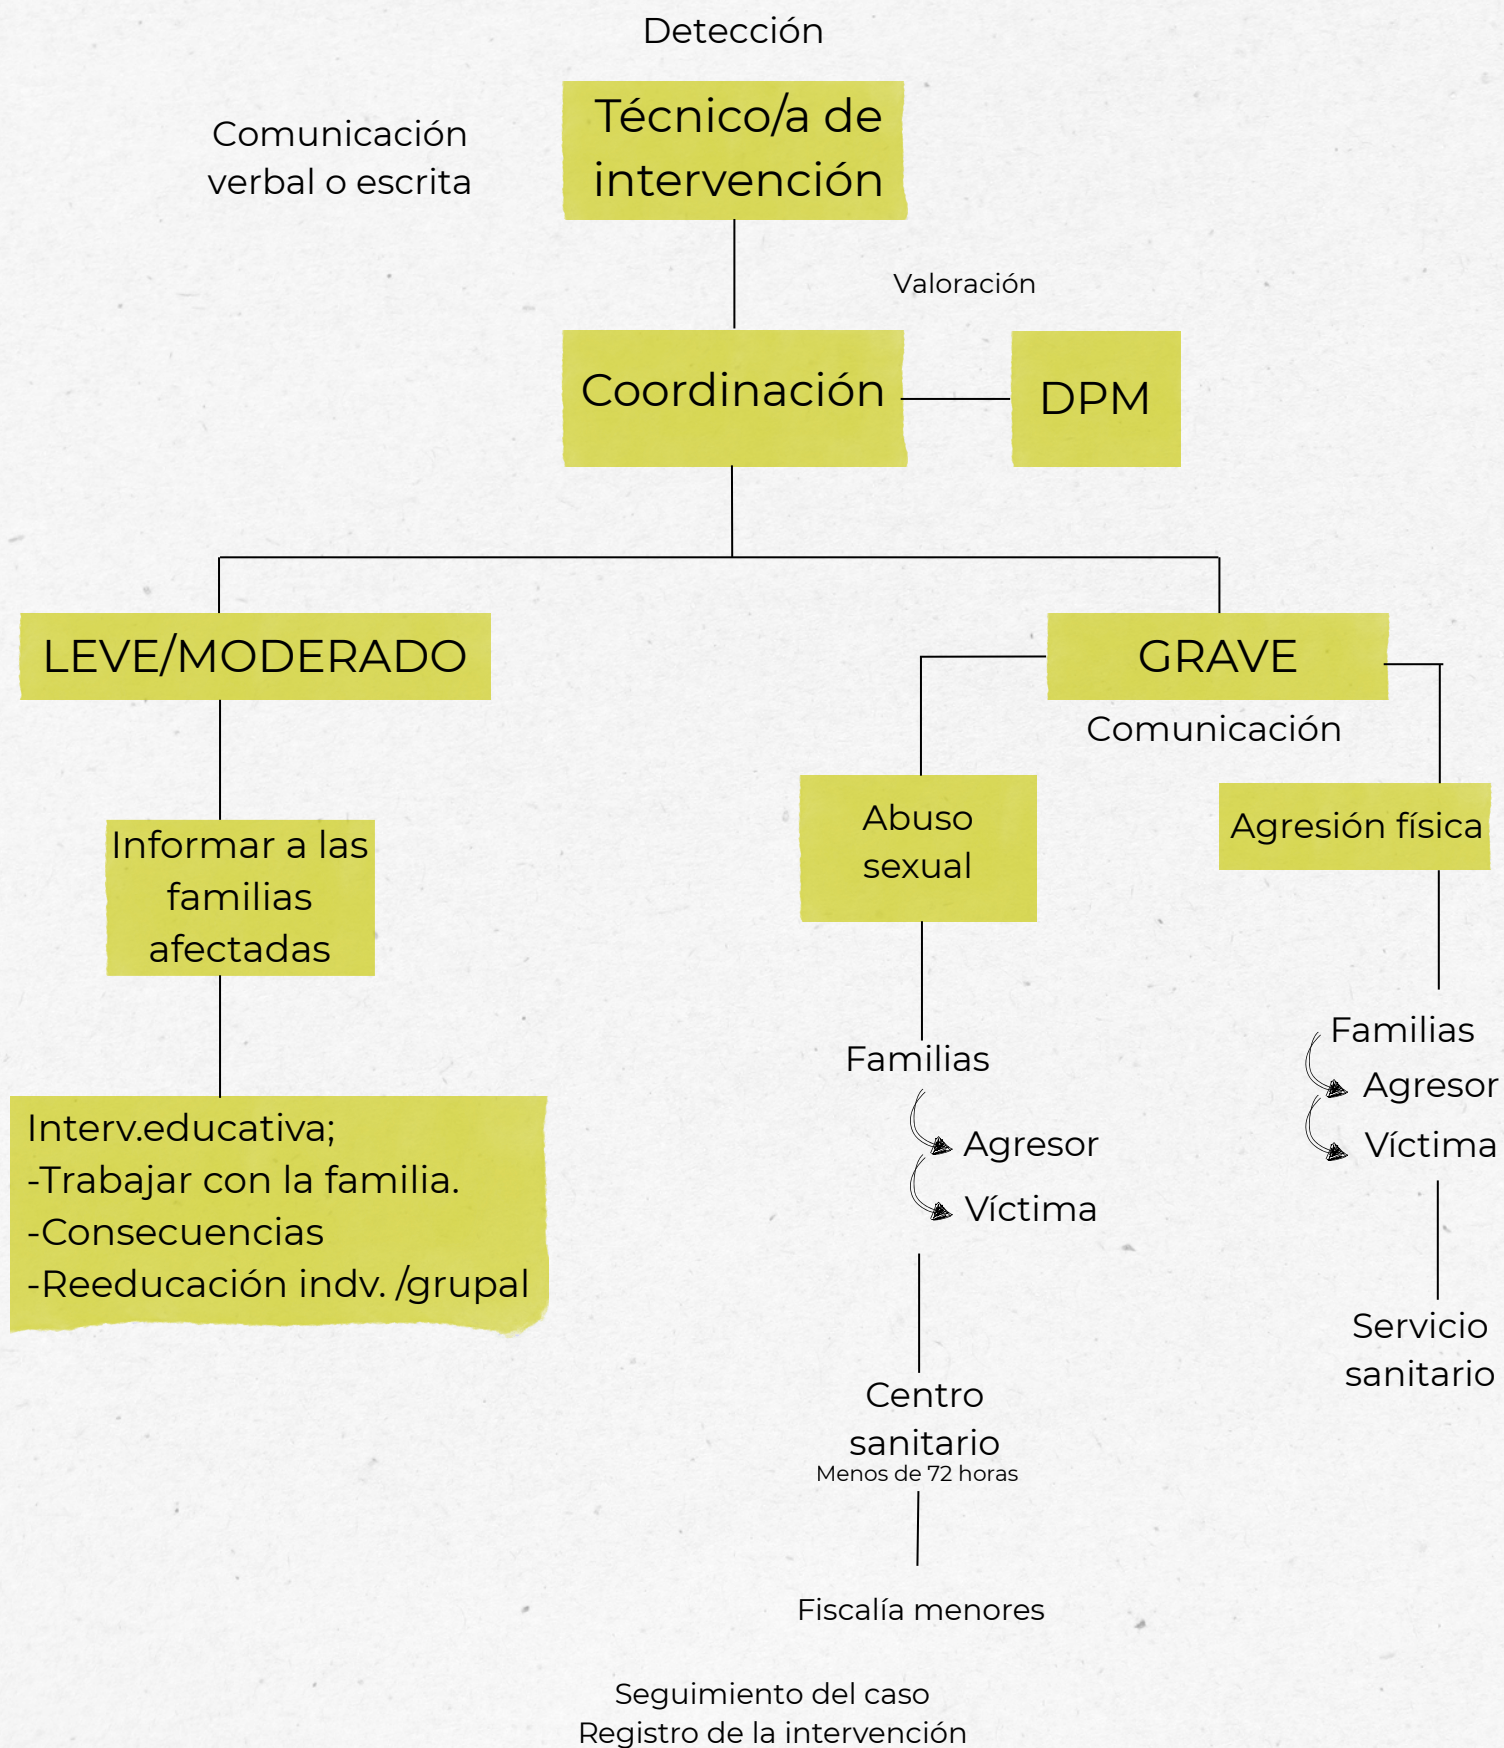 Detección
Comunicación
verbal o escrita
Técnico/a de
intervención
Valoración
Coordinación
DPM
LEVE/MODERADO
GRAVE
Comunicación
Informar a las
familias
afectadas
Interv.educativa;
-Trabajar con la familia.
-Consecuencias
-Reeducación indv. /grupal
Abuso
sexual
Familias
Agresor
Víctima
Centro
sanitario
Menos de 72 horas
Fiscalía menores
Agresión física
Familias
Agresor
Víctima
Servicio
sanitario
Seguimiento del caso
Registro de la intervención